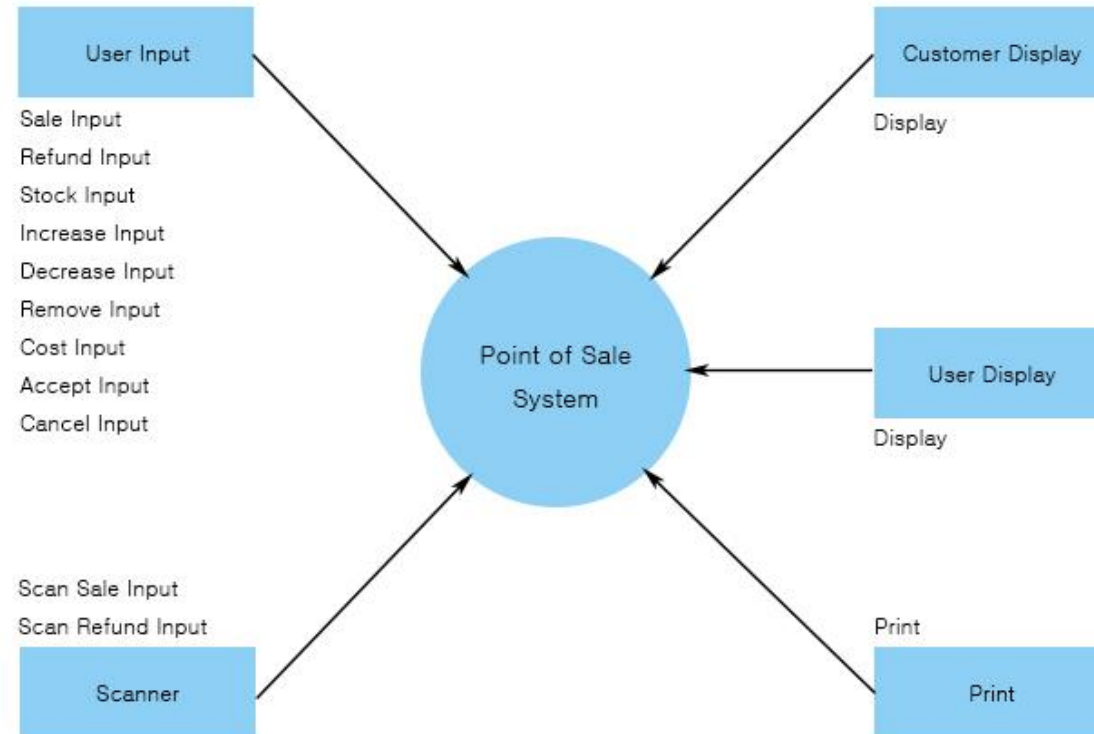 User Input
Sale Input
Refund Input
Stock Input
Increase Input
Decrease Input
Remove Input
Cost Input
Accept Input
Cancel Input
Scan Sale Input
Scan Refund Input
Scanner
Point of Sale
System
Customer Display
Display
User Display
Display
Print
Print